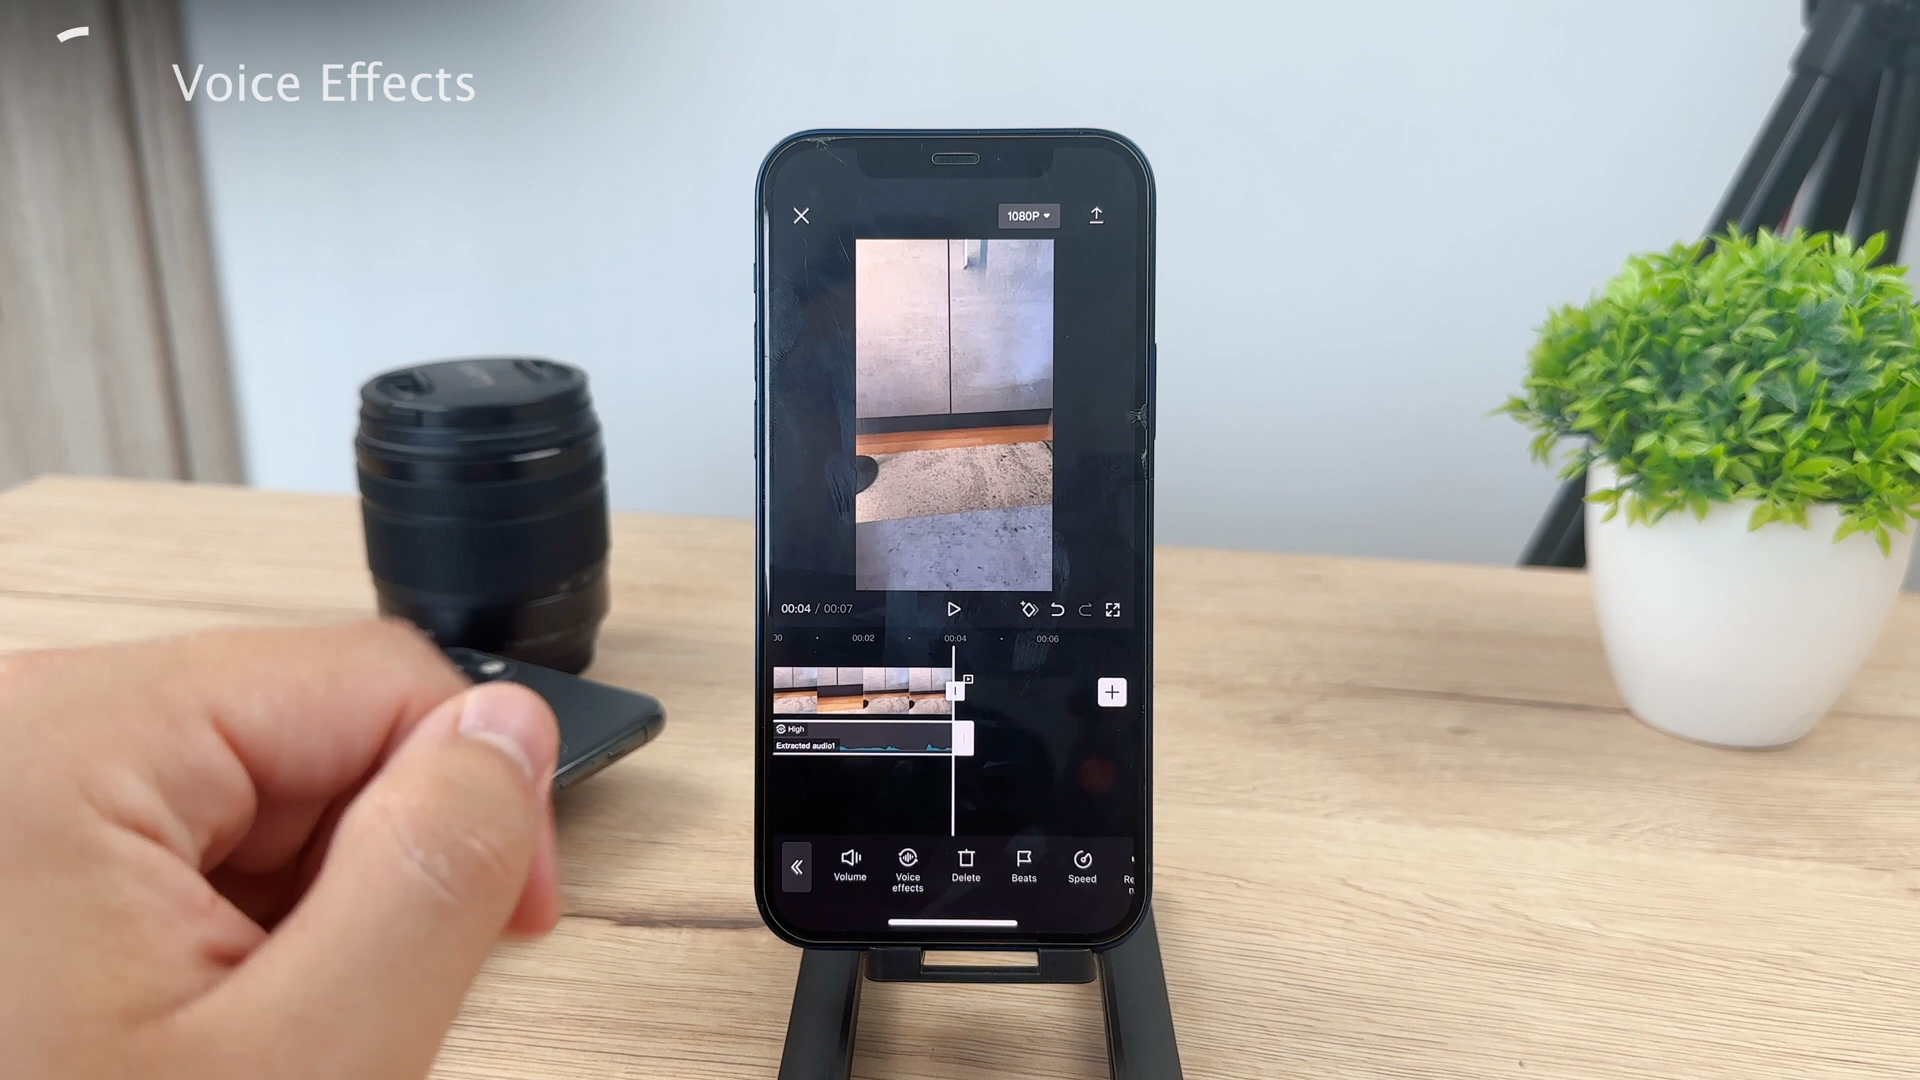 Voice Effects
1080P
00:04 / 00:07
00
00:02
00:04
00:06
High
Extracted audio1
Volume
Voice
effects
Delete
Beats
Speed